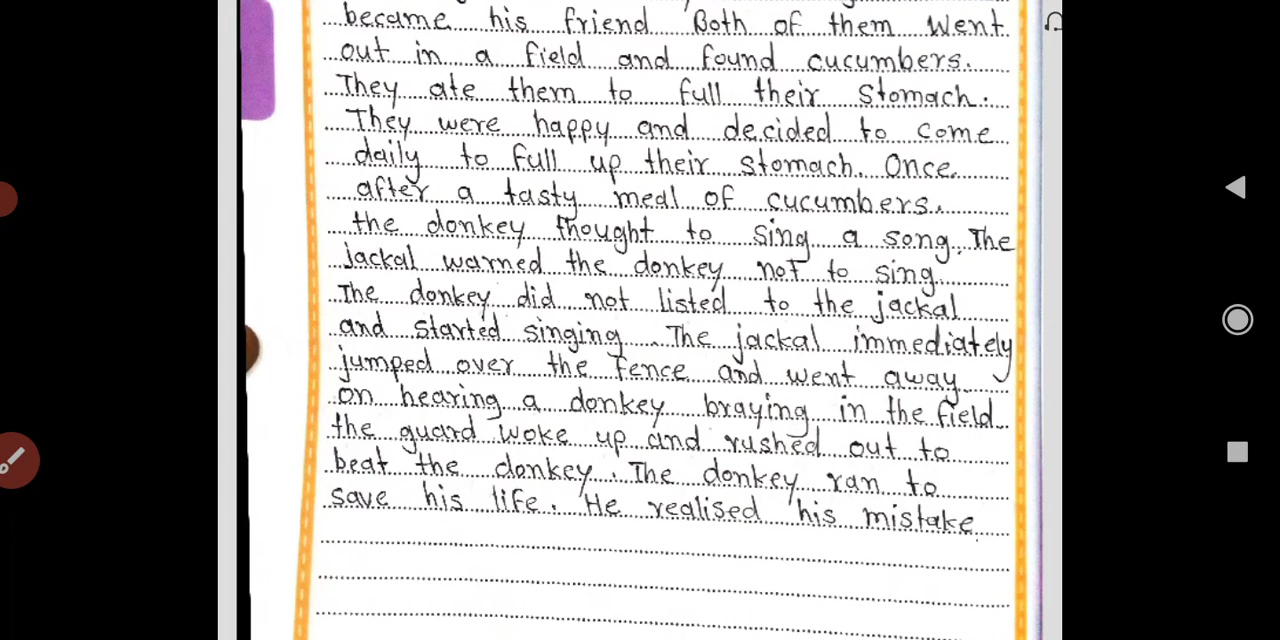 became his friend Both of them went
out in a field and found cucumbers.
They ate them to full their stomach.
They were happy and decided to come
daily to full up their stomach. Once
after a tasty meal of cucumbers.
the donkey thought to sing a song. The
jackal warned the donkey not to sing
The donkey did not listed to the jackal
and started singing. The jackal immediately
jumped over the fence and went away
on hearing a donkey braying in the field
the guard woke up and rushed out to
beat the donkey. The donkey ran to
save his life. He realised his mistake